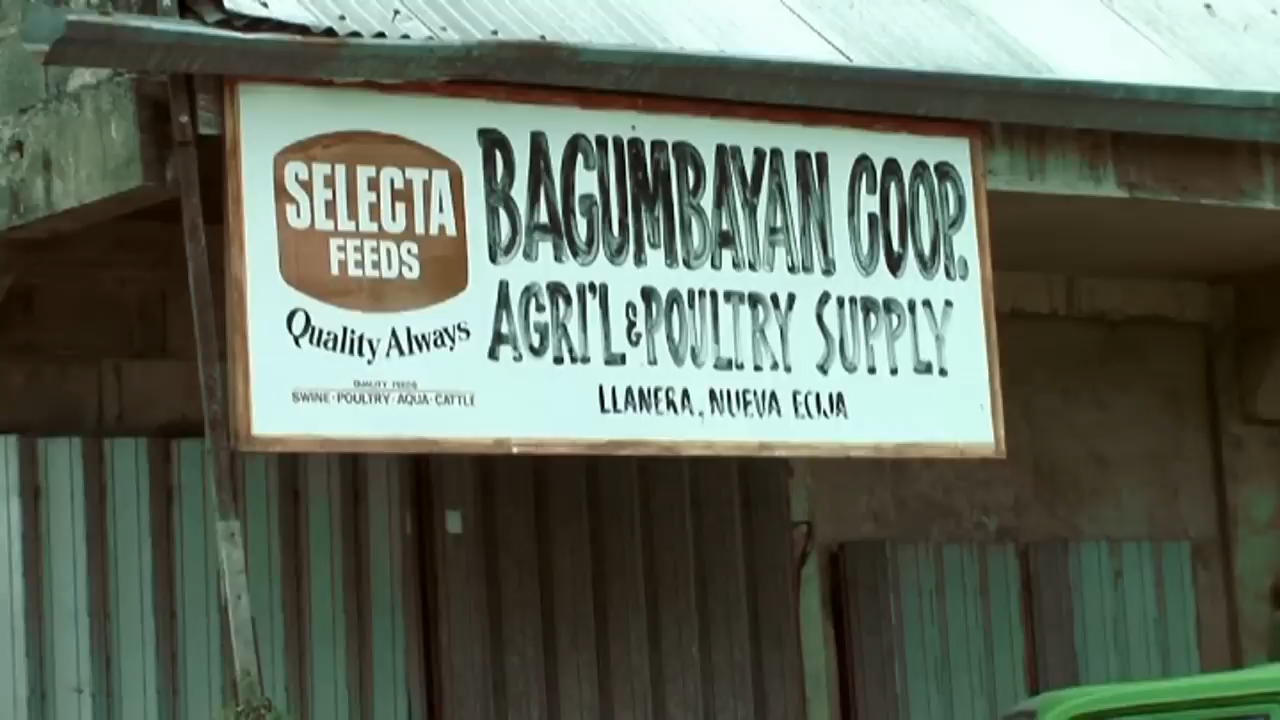 SELECTA
FEEDS
Quality Always
QUALITY FEEDS
SWINE·POULTRY·AQUA·CATTLE
BAGUMBAYAN COOP.
AGRI'L & POULTRY SUPPLY
LLANERA, NUEVA ECIJA